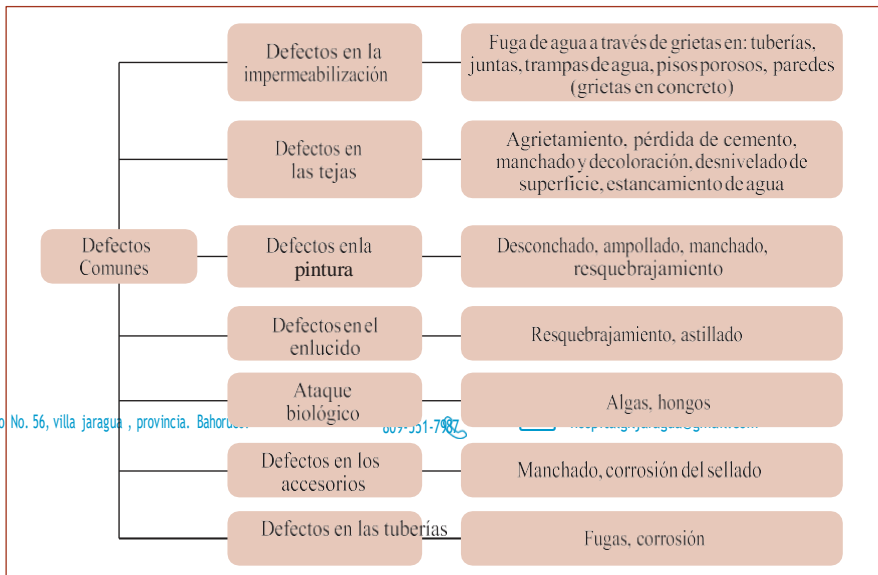 Defectos en la
impermeabilización
Fuga de agua a través de grietas en: tuberías,
juntas, trampas de agua, pisos porosos, paredes
(grietas en concreto)
Defectos en
las tejas
Agrietamiento, pérdida de cemento,
manchado y decoloración, desnivelado de
superficie, estancamiento de agua
Defectos
Comunes
Defectos en la
pintura
Desconchado, ampollado, manchado,
resquebrajamiento
Defectos en el
enlucido
Resquebrajamiento, astillado
Ataque
biológico
Algas, hongos
No. 56, villa jaragua , provincia.
Defectos en los
accesorios
Manchado, corrosión del sellado
Defectos en las tuberías
Fugas, corrosión